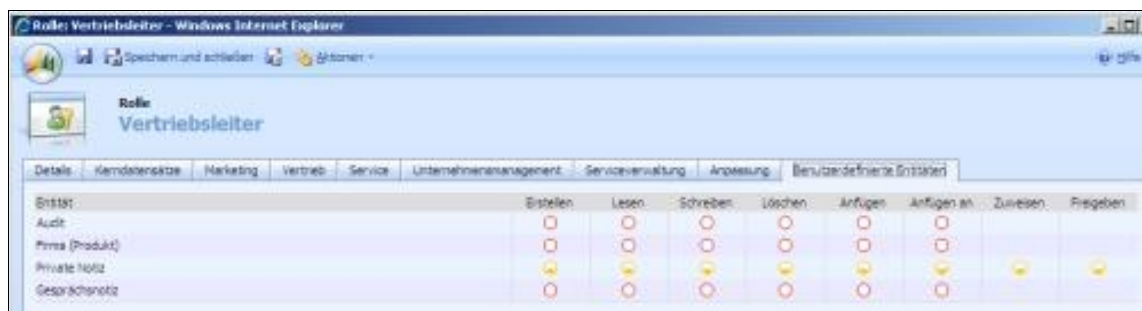 Rolle: Vertriebsleiter - Windows Internet Explorer
Speichern und schließen Aktionen
Hilfe
Rolle
Vertriebsleiter
Details Kerndatensätze Marketing Vertrieb Service Unternehmensmanagement Serviceverwaltung Anpassung Benutzerdefinierte Entitäten
Entität Erstellen Lesen Schreiben Löschen Anfügen Anfügen an Zuweisen Freigeben
Audit
Firma (Produkt)
Private Notiz
Gesprächsnotiz